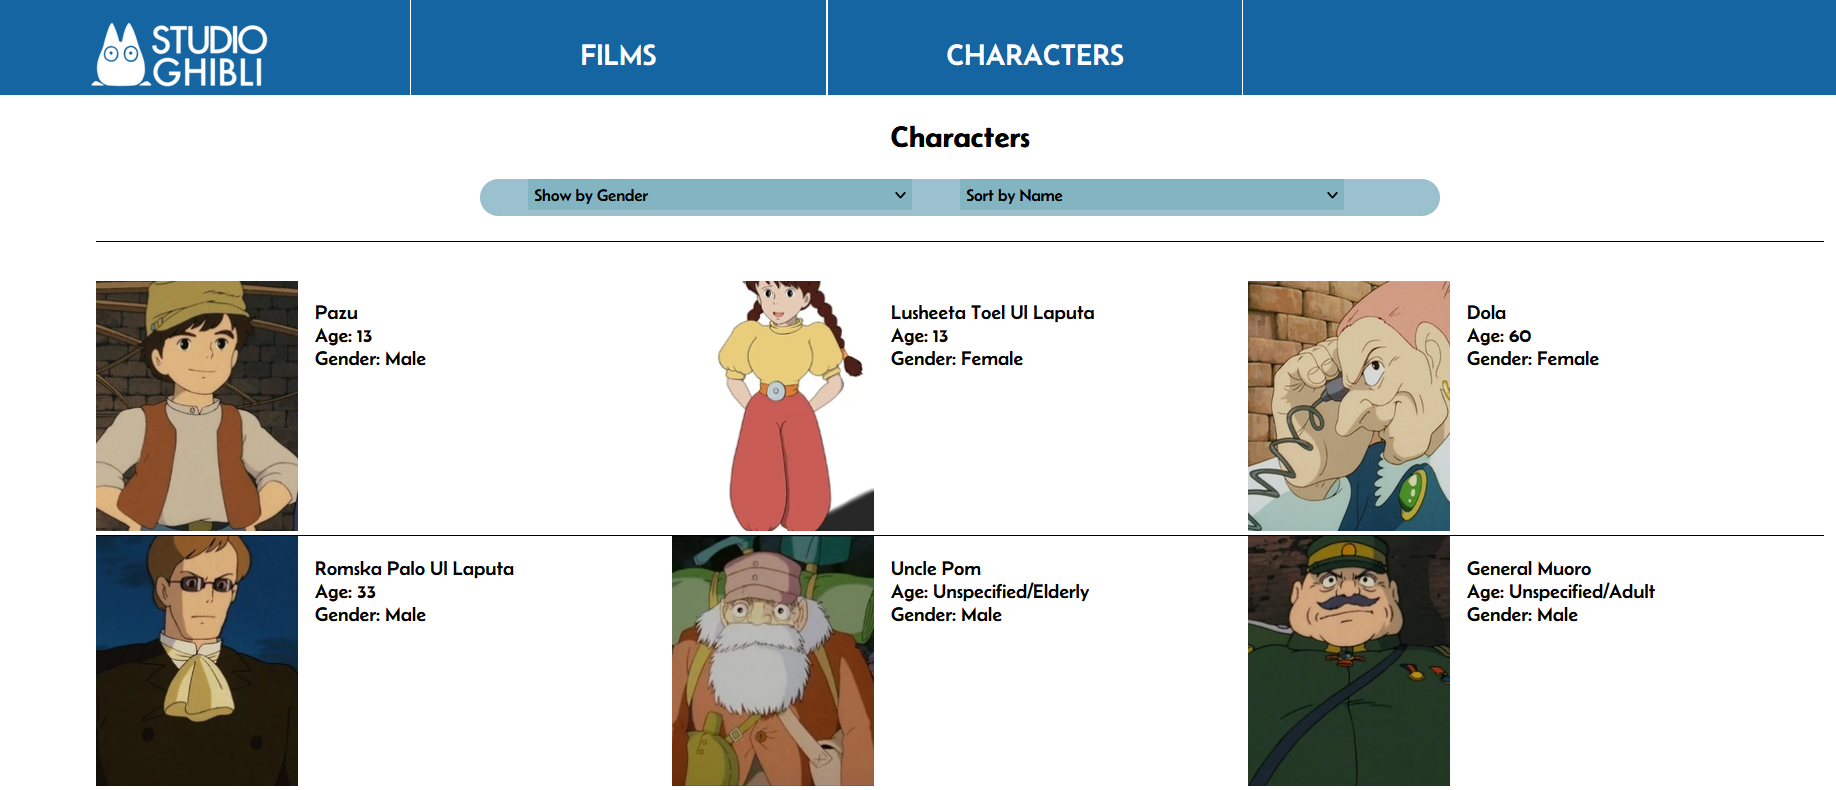 STUDIO
GHIBLI
FILMS
CHARACTERS
Characters
Show by Gender
Sort by Name
Pazu
Age: 13
Gender: Male
Lusheeta Toel Ul Laputa
Age: 13
Gender: Female
Dola
Age: 60
Gender: Female
Romska Palo Ul Laputa
Age: 33
Gender: Male
Uncle Pom
Age: Unspecified/Elderly
Gender: Male
General Muoro
Age: Unspecified/Adult
Gender: Male